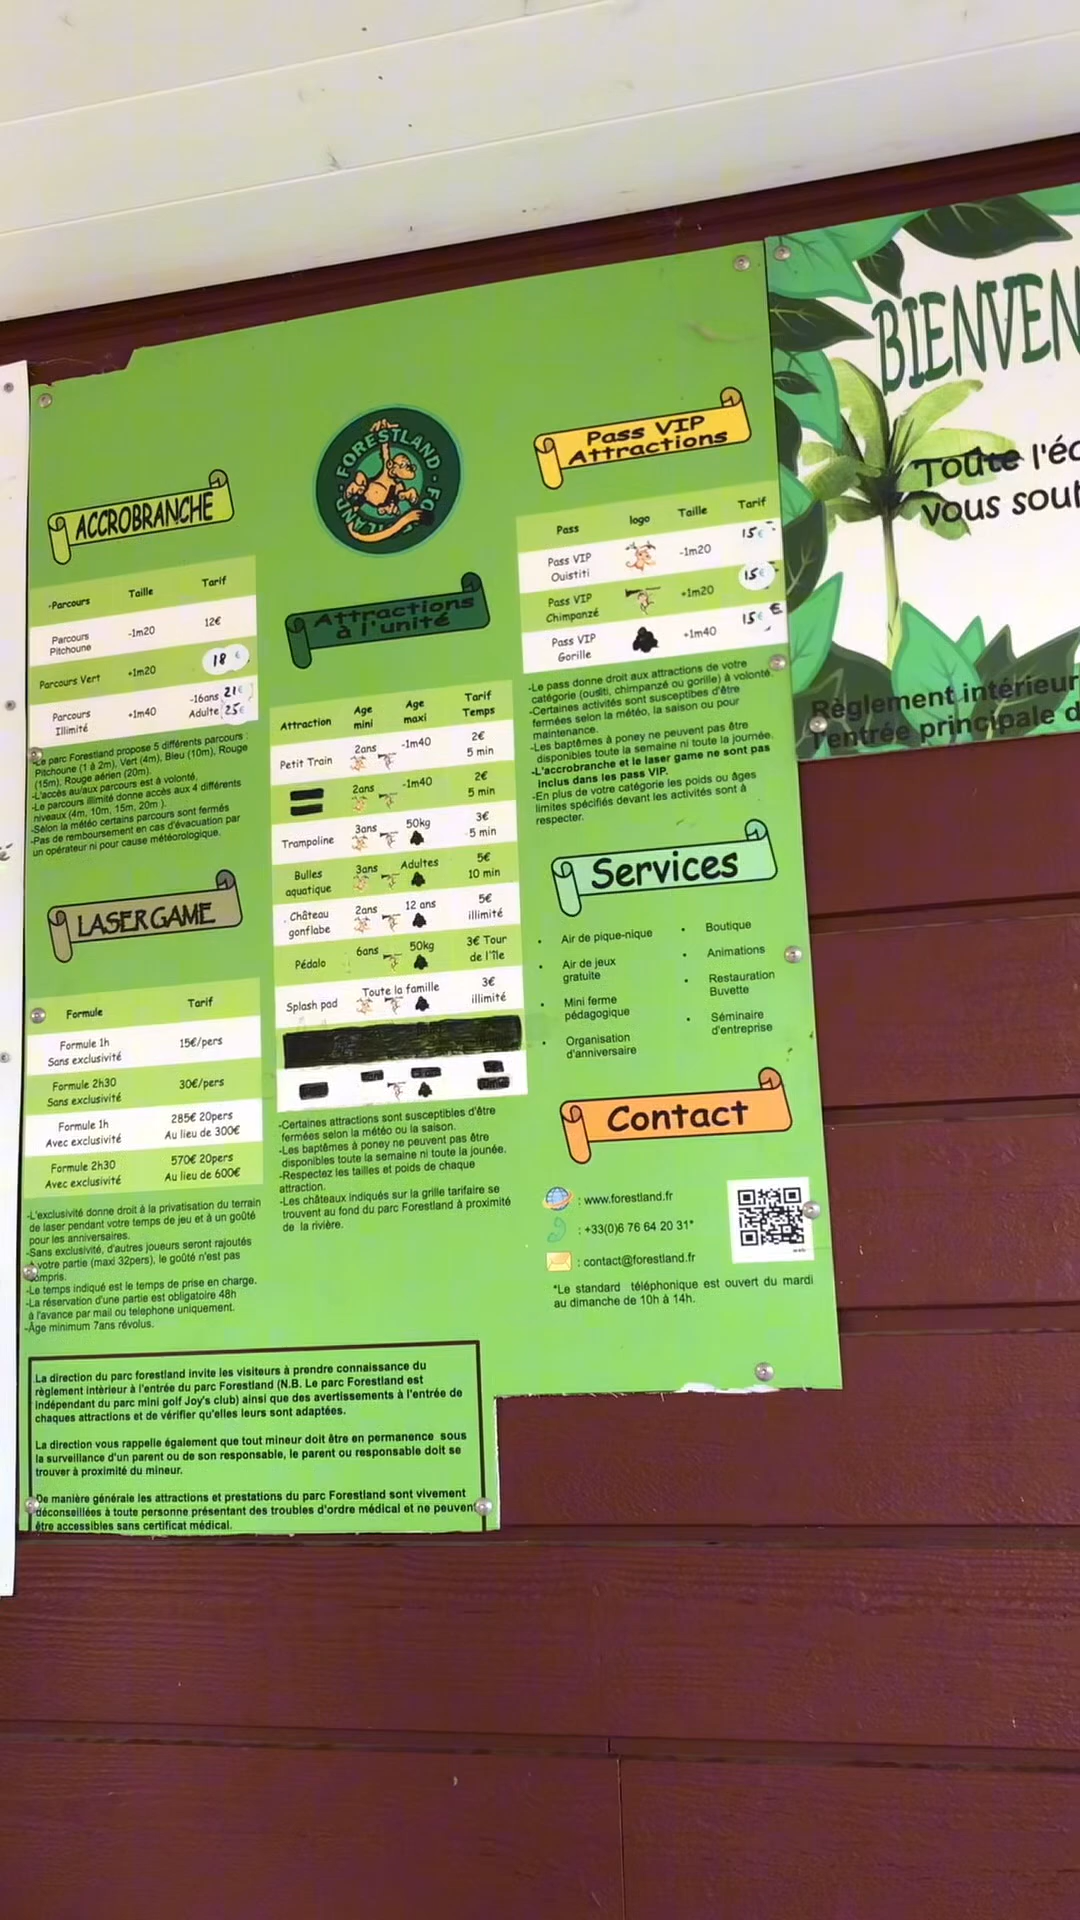 ACCROBRANCHE
Parcours Taille Tarif
Parcours Pitchoune -1m20 12€
Parcours Vert +1m20 18 €
Parcours Illimité +1m40 -16ans 21€
Adulte 25€
-Le parc Forestland propose 5 différents parcours :
Pitchoune (1 à 2m), Vert (4m), Bleu (10m), Rouge
(15m), Rouge aérien (20m).
-L'accès au/aux parcours est à volonté.
-Le parcours illimité donne accès aux 4 différents
niveaux (4m, 10m, 15m, 20m ).
-Selon la météo certains parcours sont fermés
-Pas de remboursement en cas d'évacuation par
un opérateur ni pour cause météorologique.
LASER GAME
Formule Tarif
Formule 1h
Sans exclusivité 15€/pers
Formule 2h30
Sans exclusivité 30€/pers
Formule 1h 285€ 20pers
Avec exclusivité Au lieu de 300€
Formule 2h30 570€ 20pers
Avec exclusivité Au lieu de 600€
-L'exclusivité donne droit à la privatisation du terrain
de laser pendant votre temps de jeu et à un goûté
pour les anniversaires.
-Sans exclusivité, d'autres joueurs seront rajoutés
à votre partie (maxi 32pers), le goûté n'est pas
compris.
-Le temps indiqué est le temps de prise en charge.
-La réservation d'une partie est obligatoire 48h
à l'avance par mail ou telephone uniquement.
-Âge minimum 7ans révolus.
FORESTLAND
Attractions
à l'unité
Attraction Age mini Age maxi Tarif Temps
Petit Train 2ans -1m40 2€ 5 min
2ans -1m40 2€ 5 min
Trampoline 3ans 50kg 3€ 5 min
Bulles aquatique 3ans Adultes 5€ 10 min
Château gonflabe 2ans 12 ans 5€ illimité
Pédalo 6ans 50kg 3€ Tour de l'île
Splash pad Toute la famille 3€ illimité
-Certaines attractions sont susceptibles d'être
fermées selon la météo ou la saison.
-Les baptêmes à poney ne peuvent pas être
disponibles toute la semaine ni toute la jounée.
-Respectez les tailles et poids de chaque
attraction.
-Les châteaux indiqués sur la grille tarifaire se
trouvent au fond du parc Forestland à proximité
de la rivière.
Pass VIP
Attractions
Pass logo Taille Tarif
Pass VIP Ouistiti -1m20 15€
Pass VIP Chimpanzé +1m20 15€
Pass VIP Gorille +1m40 15€ €
-Le pass donne droit aux attractions de votre
catégorie (ousiti, chimpanzé ou gorille) à volonté.
-Certaines activités sont susceptibes d'être
fermées selon la météo, la saison ou pour
maintenance.
-Les baptêmes à poney ne peuvent pas être
disponibles toute la semaine ni toute la journée.
-L'accrobranche et le laser game ne sont pas
inclus dans les pass VIP.
-En plus de votre catégorie les poids ou âges
limites spécifiés devant les activités sont à
respecter.
Services
• Air de pique-nique
• Air de jeux
gratuite
• Mini ferme
pédagogique
• Organisation
d'anniversaire
• Boutique
• Animations
• Restauration
Buvette
• Séminaire
d'entreprise
Contact
: www.forestland.fr
: +33(0)6 76 64 20 31*
: contact@forestland.fr
*Le standard téléphonique est ouvert du mardi
au dimanche de 10h à 14h.
La direction du parc forestland invite les visiteurs à prendre connaissance du
règlement intèrieur à l'entrée du parc Forestland (N.B. Le parc Forestland est
indépendant du parc mini golf Joy's club) ainsi que des avertissements à l'entrée de
chaques attractions et de vérifier qu'elles leurs sont adaptées.
La direction vous rappelle également que tout mineur doit être en permanence sous
la surveillance d'un parent ou de son responsable, le parent ou responsable doit se
trouver à proximité du mineur.
De manière générale les attractions et prestations du parc Forestland sont vivement
déconseillées à toute personne présentant des troubles d'ordre médical et ne peuvent
être accessibles sans certificat médical.
BIENVEN
Toute l'éc
vous souh
Règlement intérieur
l'entrée principale d